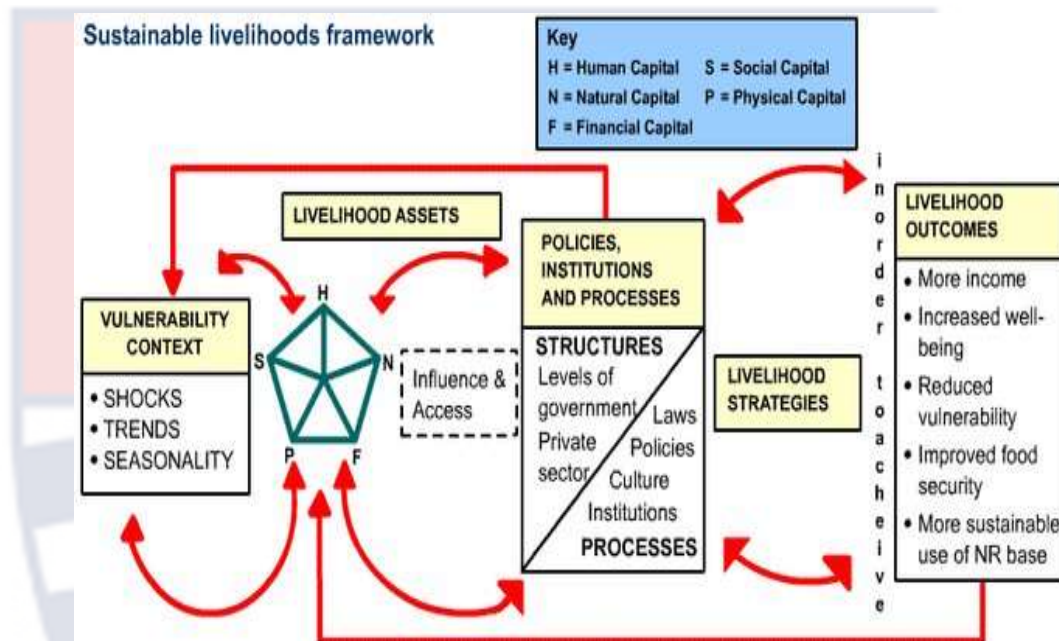 Sustainable livelihoods framework
Key
H = Human Capital S = Social Capital
N = Natural Capital P = Physical Capital
F = Financial Capital
LIVELIHOOD ASSETS
VULNERABILITY
CONTEXT
• SHOCKS
• TRENDS
• SEASONALITY
H
S
N
P
F
Influence &
Access
POLICIES,
INSTITUTIONS
AND PROCESSES
STRUCTURES
Levels of
government
Private
sector
Laws
Policies
Culture
Institutions
PROCESSES
LIVELIHOOD
STRATEGIES
inorder toacheive
LIVELIHOOD
OUTCOMES
• More income
• Increased well-
being
• Reduced
vulnerability
• Improved food
security
• More sustainable
use of NR base